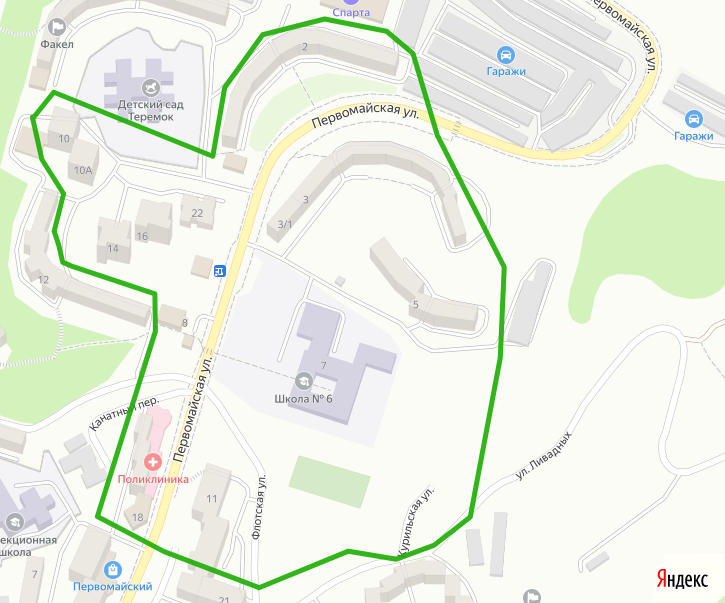 Спарта
Факел
2
Первомайская ул.
Гаражи
Детский сад
Теремок
Первомайская ул.
Гаражи
10
10А
3
22
3/1
16
14
12
5
8
7
Школа № 6
Качатный пер.
Первомайская ул.
ул. Ливадных
Поликлиника
11
Флотская ул.
Курильская ул.
18
екционная
школа
7
Первомайский
21
Яндекс